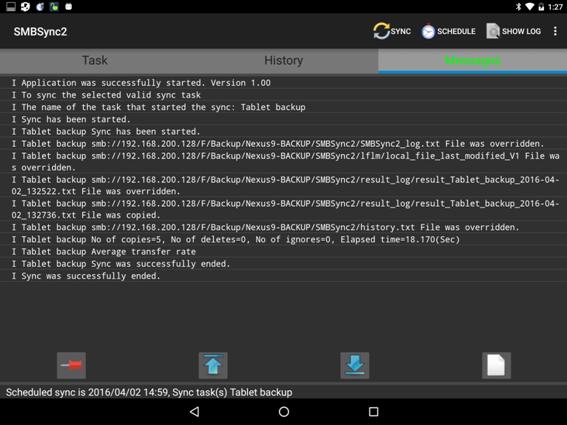 1:27
SMBSync2
SYNC
SCHEDULE
SHOW LOG
Task
History
Messages
I Application was successfully started. Version 1.00
I To sync the selected valid sync task
I The name of the task that started the sync: Tablet backup
I Sync has been started.
I Tablet backup Sync has been started.
I Tablet backup smb://192.168.200.128/F/Backup/Nexus9-BACKUP/SMBSync2/SMBSync2_log.txt File was overridden.
I Tablet backup smb://192.168.200.128/F/Backup/Nexus9-BACKUP/SMBSync2/lflm/local_file_last_modified_V1 File wa
s overridden.
I Tablet backup smb://192.168.200.128/F/Backup/Nexus9-BACKUP/SMBSync2/result_log/result_Tablet_backup_2016-04-
02_132522.txt File was overridden.
I Tablet backup smb://192.168.200.128/F/Backup/Nexus9-BACKUP/SMBSync2/result_log/result_Tablet_backup_2016-04-
02_132736.txt File was copied.
I Tablet backup smb://192.168.200.128/F/Backup/Nexus9-BACKUP/SMBSync2/history.txt File was overridden.
I Tablet backup No of copies=5, No of deletes=0, No of ignores=0, Elapsed time=18.170(Sec)
I Tablet backup Average transfer rate
I Tablet backup Sync was successfully ended.
I Sync was successfully ended.
Scheduled sync is 2016/04/02 14:59, Sync task(s) Tablet backup